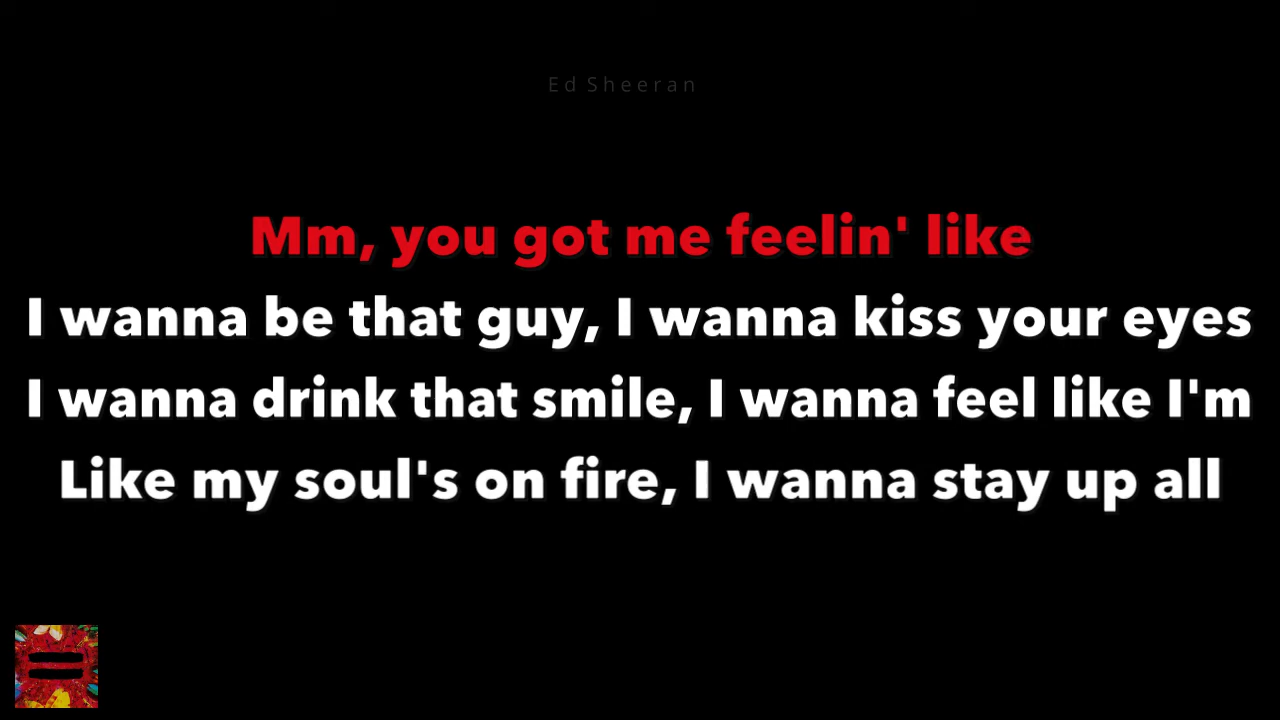 Ed Sheeran
Mm, you got me feelin' like
I wanna be that guy, I wanna kiss your eyes
I wanna drink that smile, I wanna feel like I'm
Like my soul's on fire, I wanna stay up all